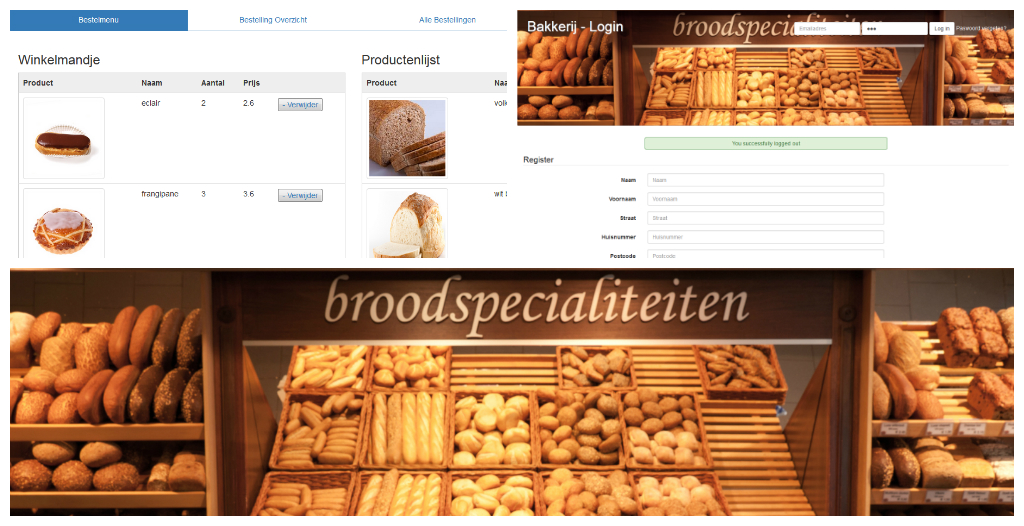 Bestelmenu
Bestelling Overzicht
Alle Bestellingen
Winkelmandje
Product Naam Aantal Prijs
eclair 2 2.6 - Verwijder
frangipane 3 3.6 - Verwijder
Productenlijst
Product
wit
Bakkerij - Login
broodspecialiteiten
Emailadres
Log in
Paswoord vergeten?
You successfully logged out
Register
Naam Naam
Voornaam Voornaam
Straat Straat
Huisnummer Huisnummer
Postcode Postcode
broodspecialiteiten